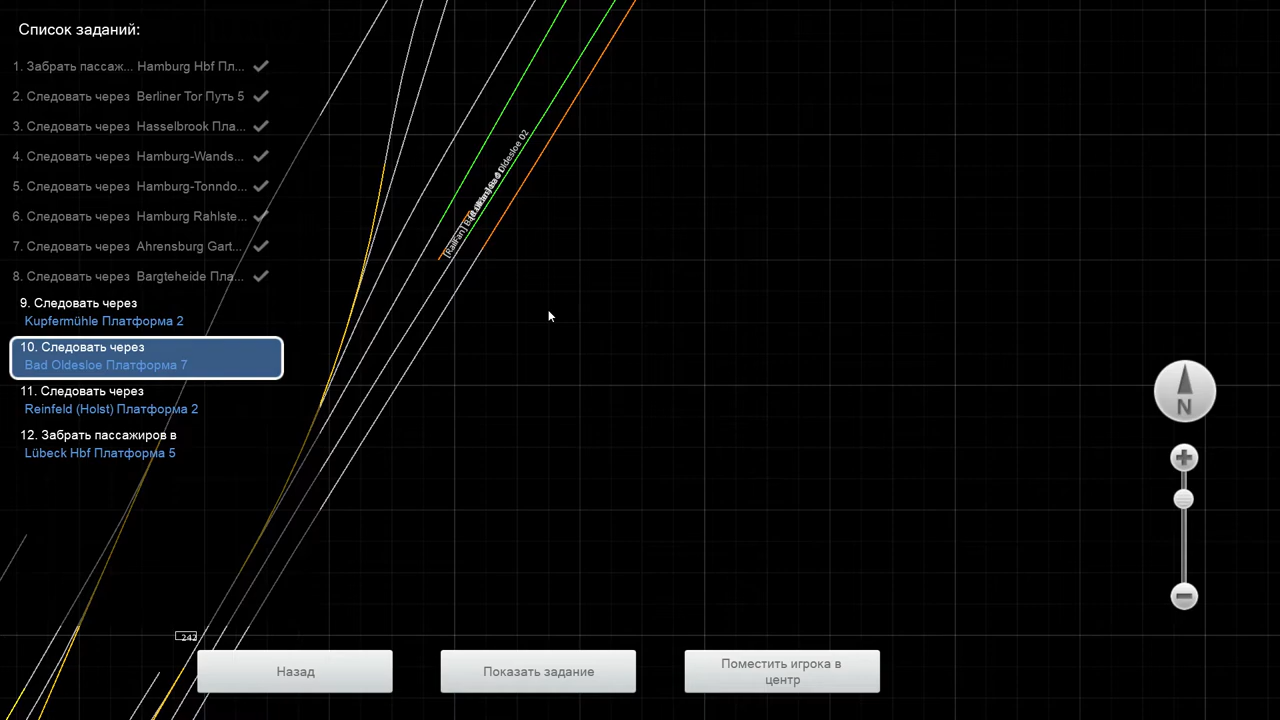 Список заданий:
1. Забрать пассаж... Hamburg Hbf Пл...
2. Следовать через Berliner Tor Путь 5
3. Следовать через Hasselbrook Пла...
4. Следовать через Hamburg-Wands...
5. Следовать через Hamburg-Tonndo...
6. Следовать через Hamburg Rahlste...
7. Следовать через Ahrensburg Gart...
8. Следовать через Bargteheide Пла...
9. Следовать через
Kupfermühle Платформа 2
10. Следовать через
Bad Oldesloe Платформа 7
11. Следовать через
Reinfeld (Holst) Платформа 2
12. Забрать пассажиров в
Lübeck Hbf Платформа 5
Oldesloe 02
[RailFan]
N
242
Назад
Показать задание
Поместить игрока в
центр